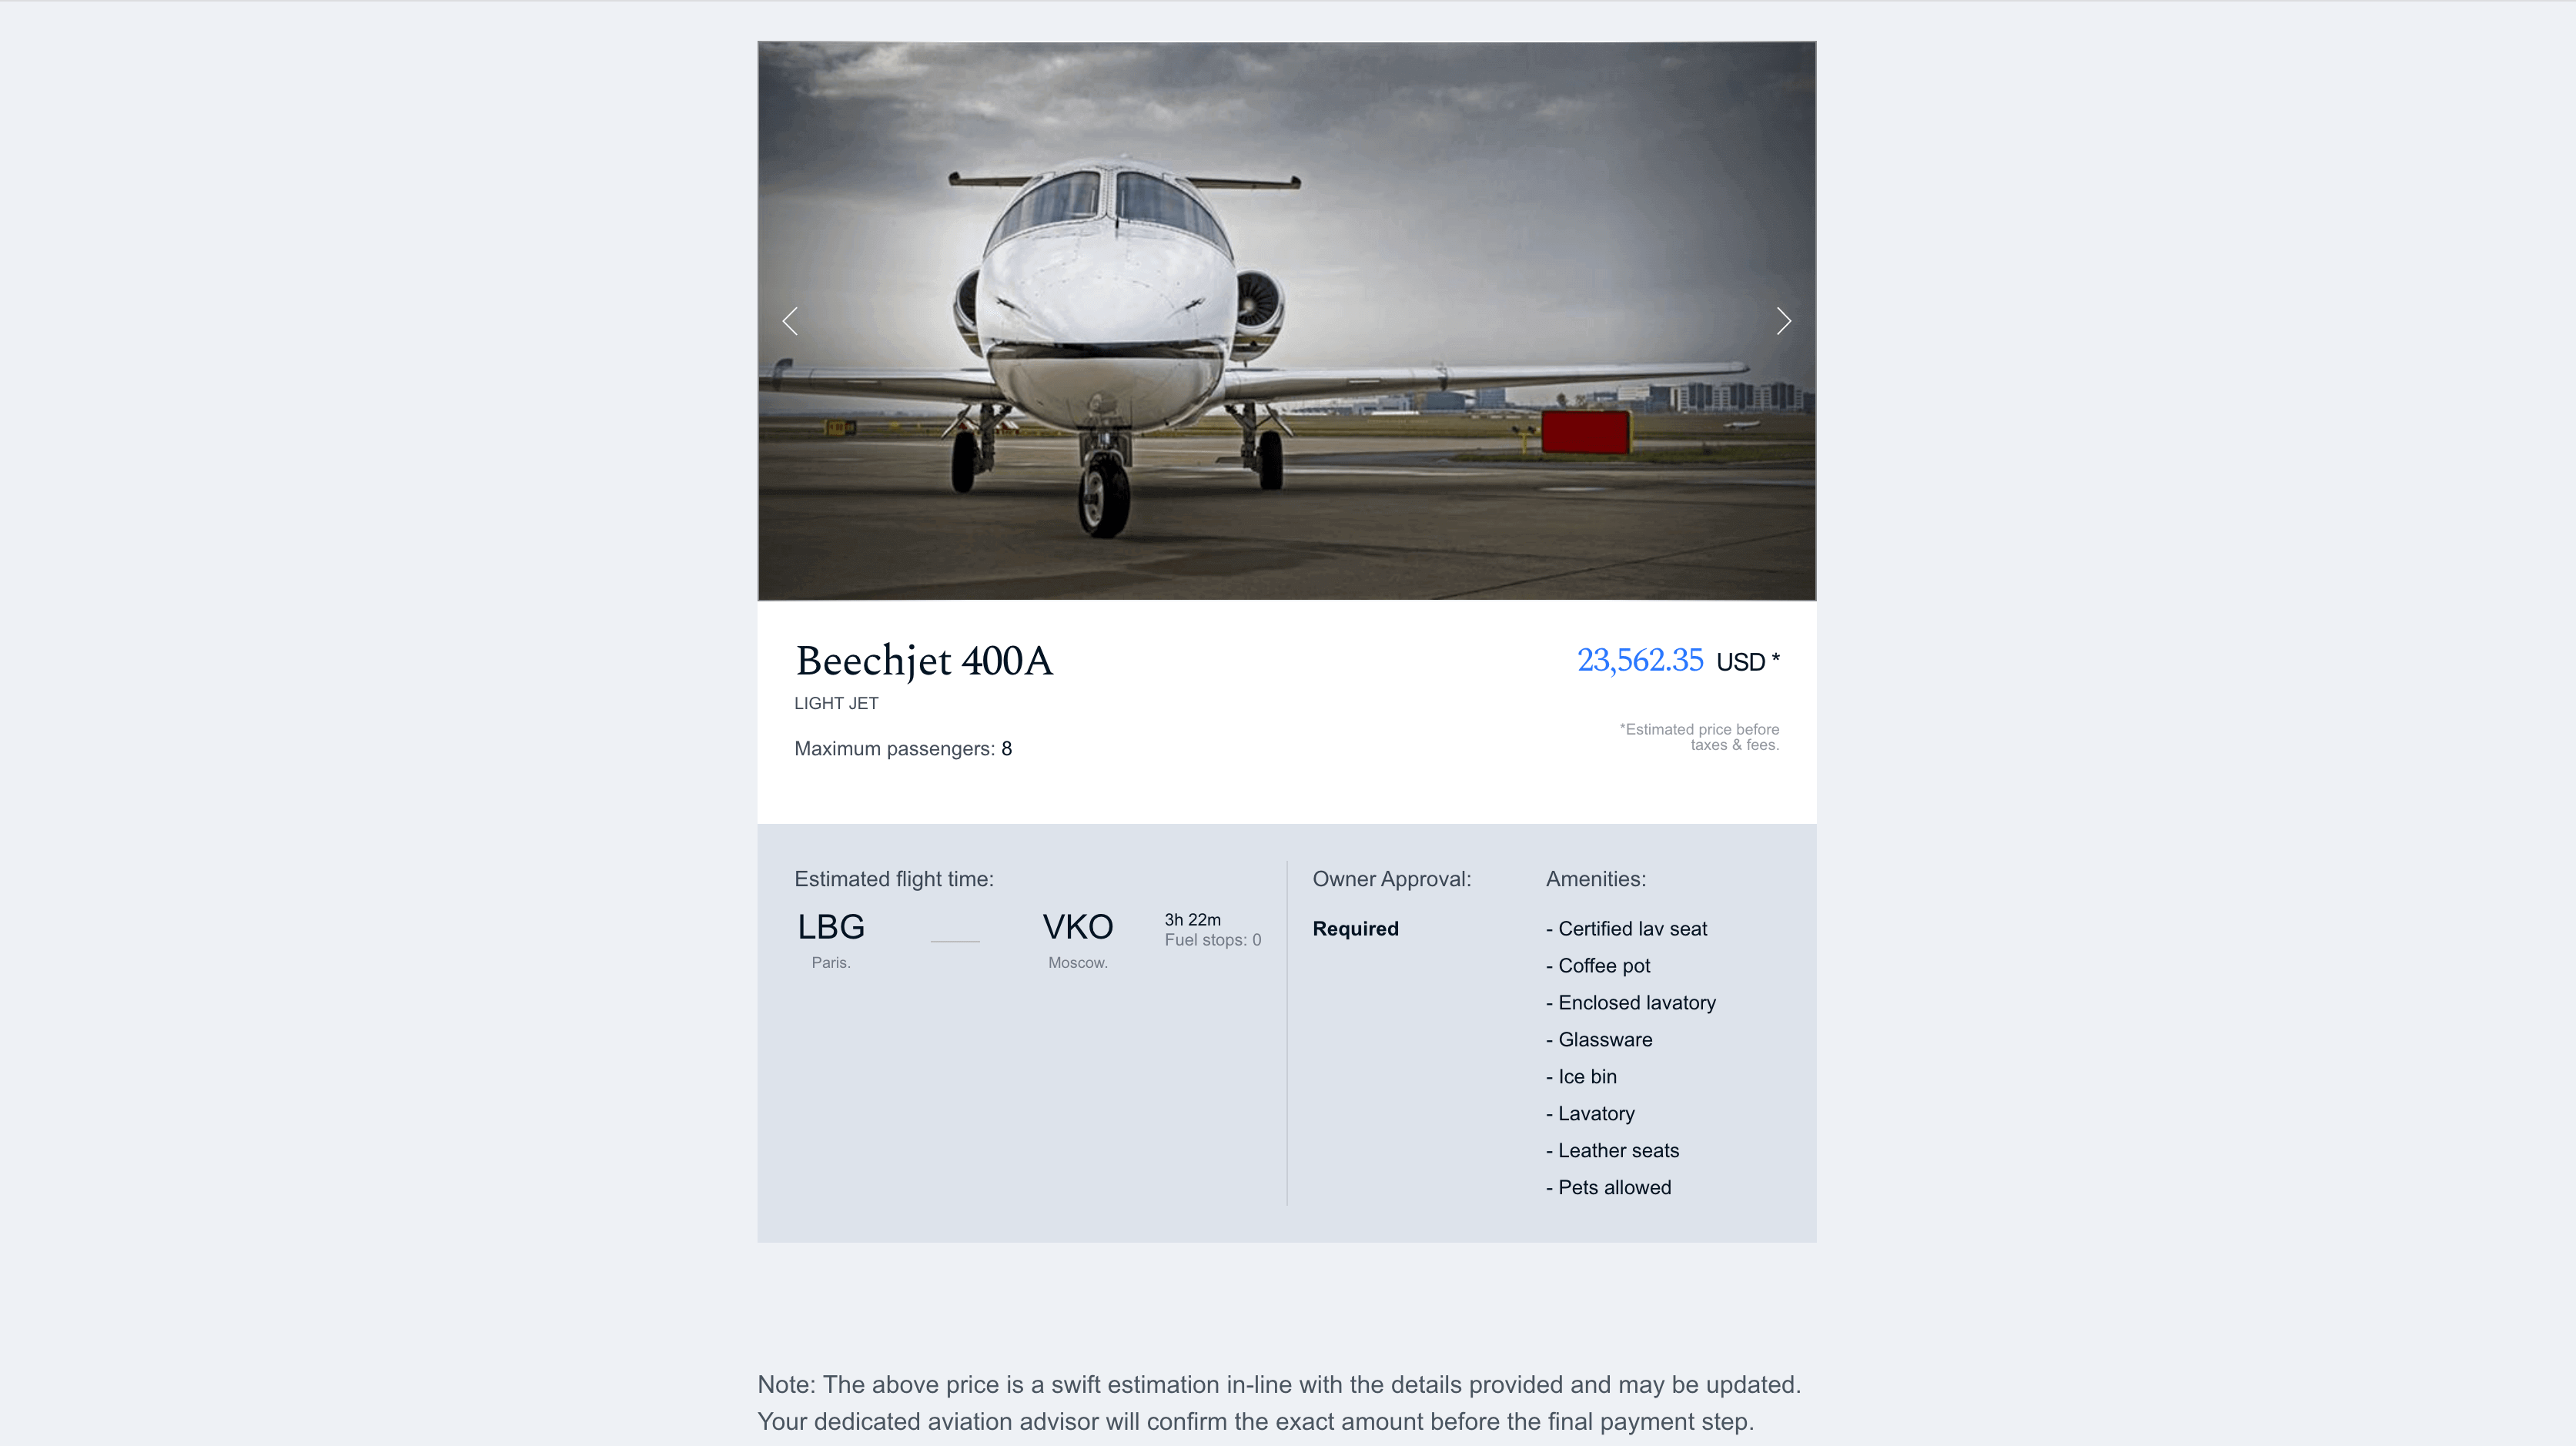 Beechjet 400A
23,562.35 USD *
LIGHT JET
*Estimated price before
taxes & fees.
Maximum passengers: 8
Estimated flight time:
LBG
Paris.
VKO
Moscow.
3h 22m
Fuel stops: 0
Owner Approval:
Required
Amenities:
- Certified lav seat
- Coffee pot
- Enclosed lavatory
- Glassware
- Ice bin
- Lavatory
- Leather seats
- Pets allowed
Note: The above price is a swift estimation in-line with the details provided and may be updated.
Your dedicated aviation advisor will confirm the exact amount before the final payment step.